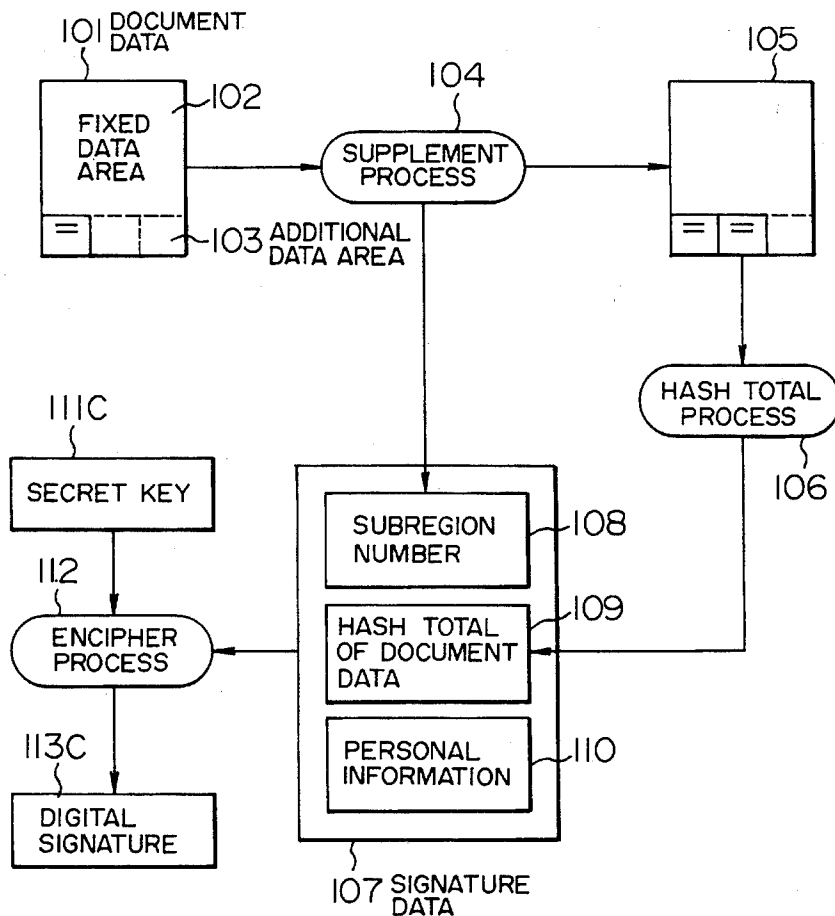 101 DOCUMENT
DATA
102
FIXED
DATA
AREA
103 ADDITIONAL
DATA AREA
104
SUPPLEMENT
PROCESS
105
HASH TOTAL
PROCESS
106
111C
SECRET KEY
112
ENCIPHER
PROCESS
113C
DIGITAL
SIGNATURE
SUBREGION
NUMBER
108
109
HASH TOTAL
OF DOCUMENT
DATA
PERSONAL
INFORMATION
110
107 SIGNATURE
DATA